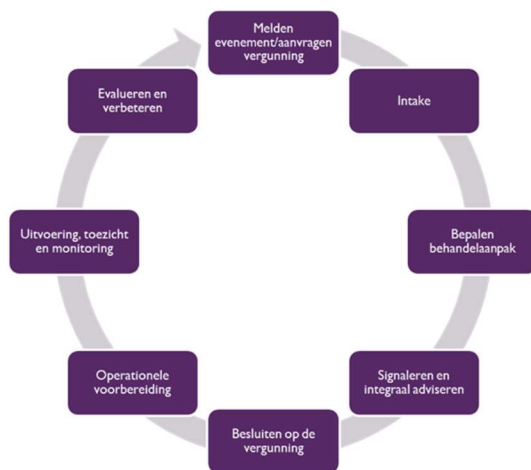 Melden
evenement/aanvragen
vergunning
Intake
Bepalen
behandelaanpak
Signaleren en
integraal adviseren
Besluiten op de
vergunning
Operationele
voorbereiding
Uitvoering, toezicht
en monitoring
Evalueren en
verbeteren